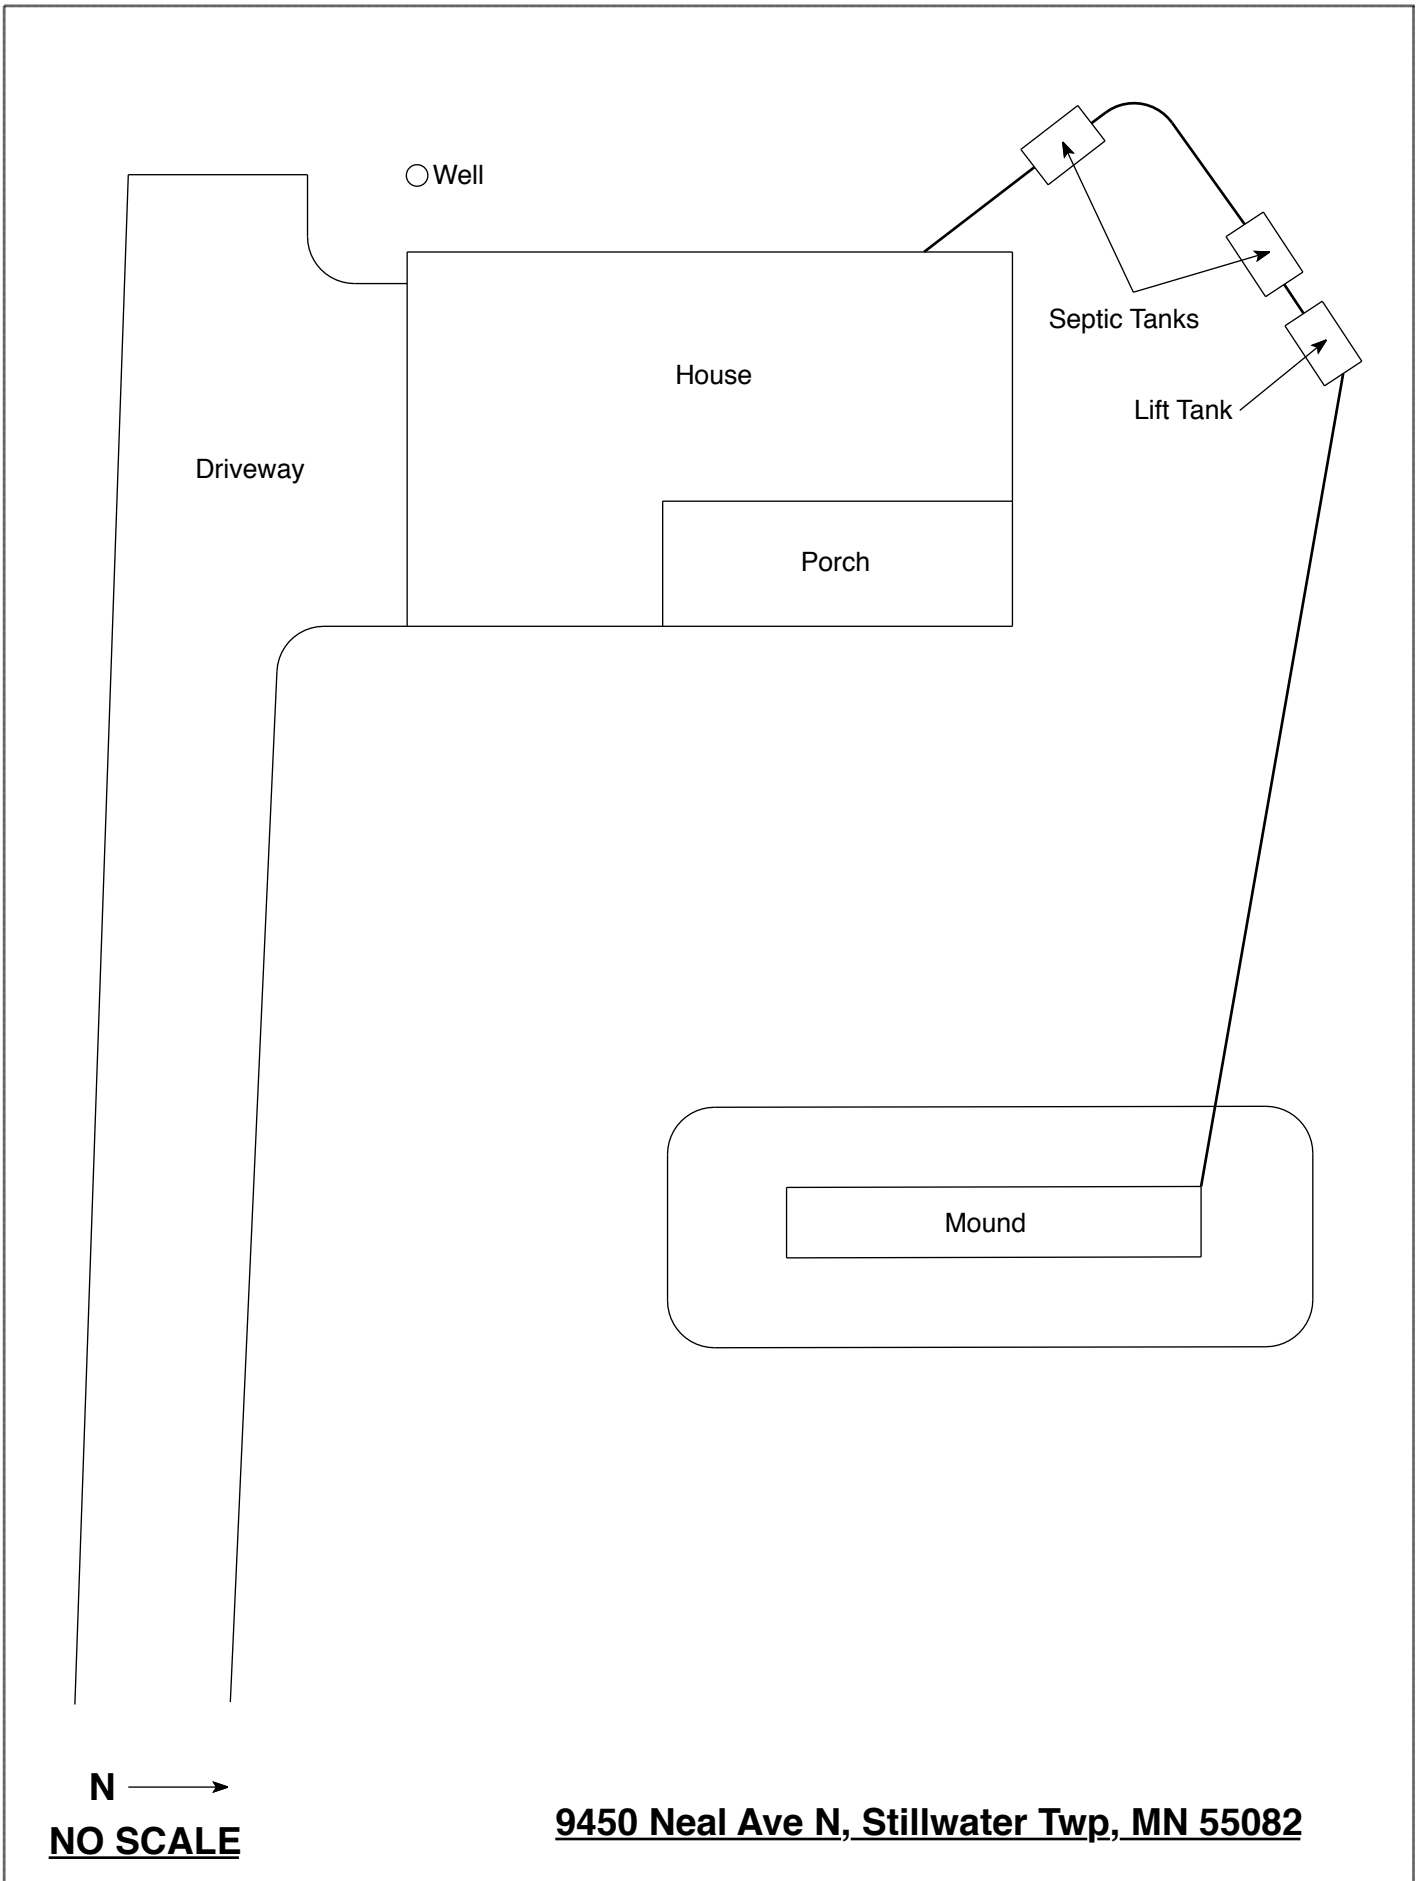 Well
Septic Tanks
House
Lift Tank
Driveway
Porch
Mound
N
NO SCALE
9450 Neal Ave N, Stillwater Twp, MN 55082